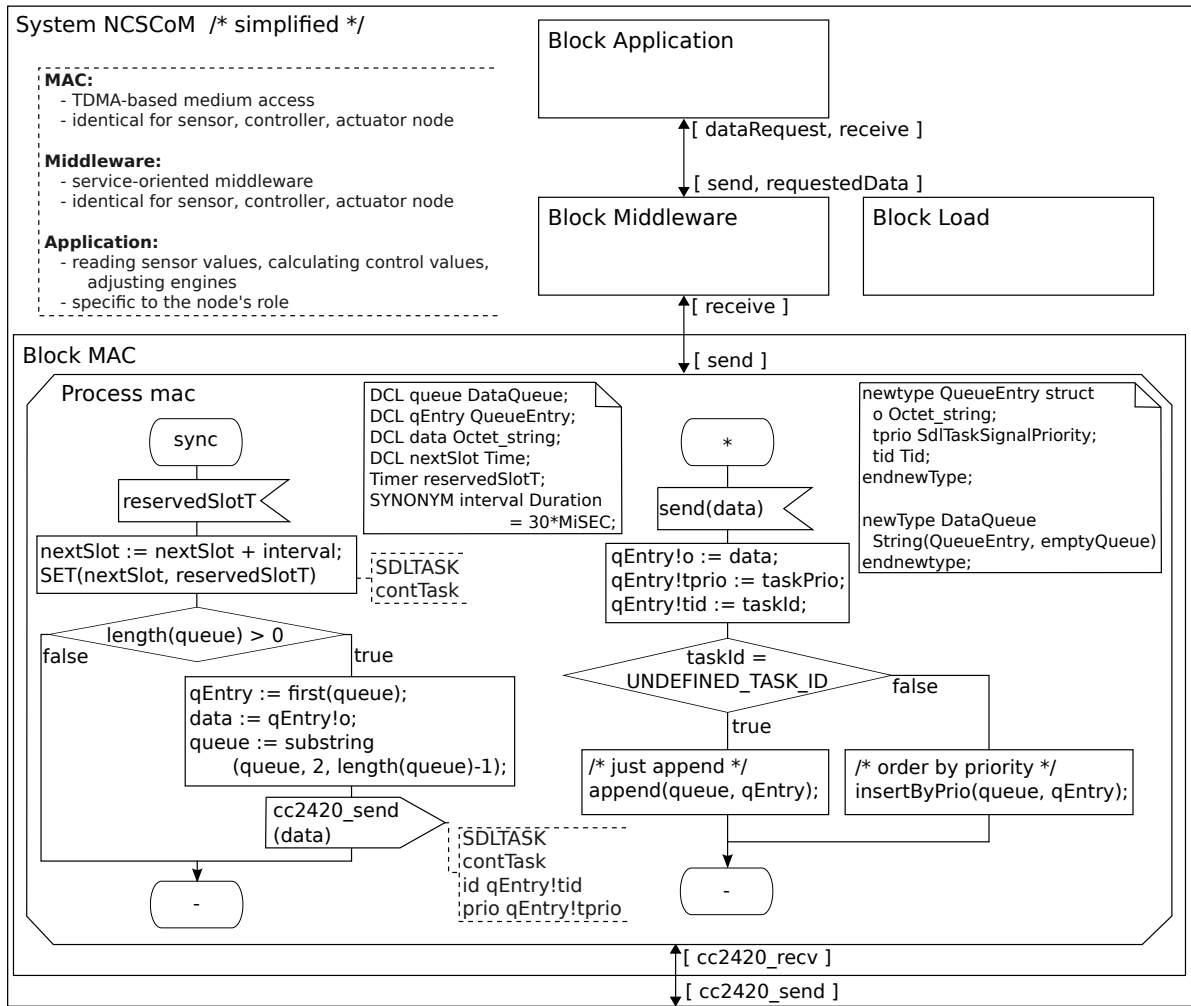 System NCSCoM  /* simplified */
MAC:
- TDMA-based medium access
- identical for sensor, controller, actuator node
Middleware:
- service-oriented middleware
- identical for sensor, controller, actuator node
Application:
- reading sensor values, calculating control values,
adjusting engines
- specific to the node's role
Block Application
[ dataRequest, receive ]
[ send, requestedData ]
Block Middleware
Block Load
[ receive ]
Block MAC
[ send ]
Process mac
sync
reservedSlotT
nextSlot := nextSlot + interval;
SET(nextSlot, reservedSlotT)
SDLTASK
contTask
length(queue) > 0
false
true
qEntry := first(queue);
data := qEntry!o;
queue := substring
(queue, 2, length(queue)-1);
cc2420_send
(data)
SDLTASK
contTask
id qEntry!tid
prio qEntry!tprio
-
DCL queue DataQueue;
DCL qEntry QueueEntry;
DCL data Octet_string;
DCL nextSlot Time;
Timer reservedSlotT;
SYNONYM interval Duration
= 30*MiSEC;
*
send(data)
qEntry!o := data;
qEntry!tprio := taskPrio;
qEntry!tid := taskId;
taskId =
UNDEFINED_TASK_ID
false
true
/* just append */
append(queue, qEntry);
/* order by priority */
insertByPrio(queue, qEntry);
-
newtype QueueEntry struct
o Octet_string;
tprio SdlTaskSignalPriority;
tid Tid;
endnewType;
newType DataQueue
String(QueueEntry, emptyQueue)
endnewtype;
[ cc2420_recv ]
[ cc2420_send ]